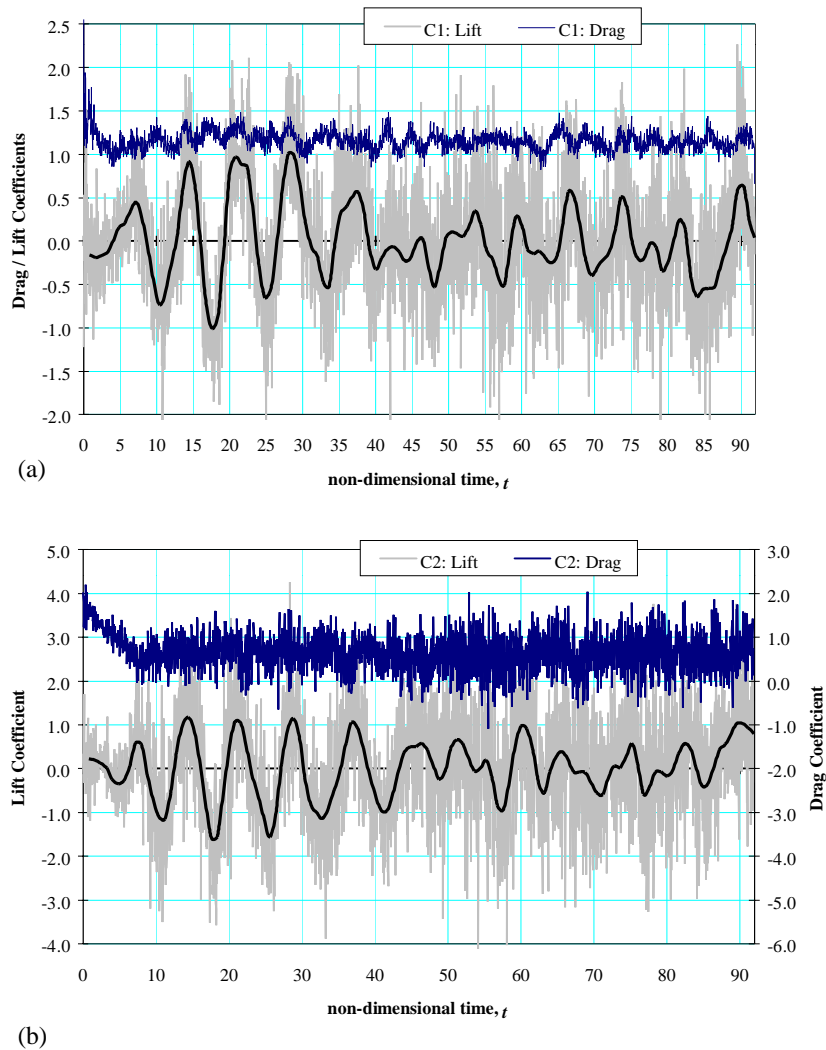 C1: Lift C1: Drag
2.5
2.0
1.5
1.0
0.5
0.0
-0.5
-1.0
-1.5
-2.0
Drag / Lift Coefficients
0 5 10 15 20 25 30 35 40 45 50 55 60 65 70 75 80 85 90
non-dimensional time, t
(a)
C2: Lift C2: Drag
5.0
4.0
3.0
2.0
1.0
0.0
-1.0
-2.0
-3.0
-4.0
Lift Coefficient
3.0
2.0
1.0
0.0
-1.0
-2.0
-3.0
-4.0
-5.0
-6.0
Drag Coefficient
0 10 20 30 40 50 60 70 80 90
non-dimensional time, t
(b)